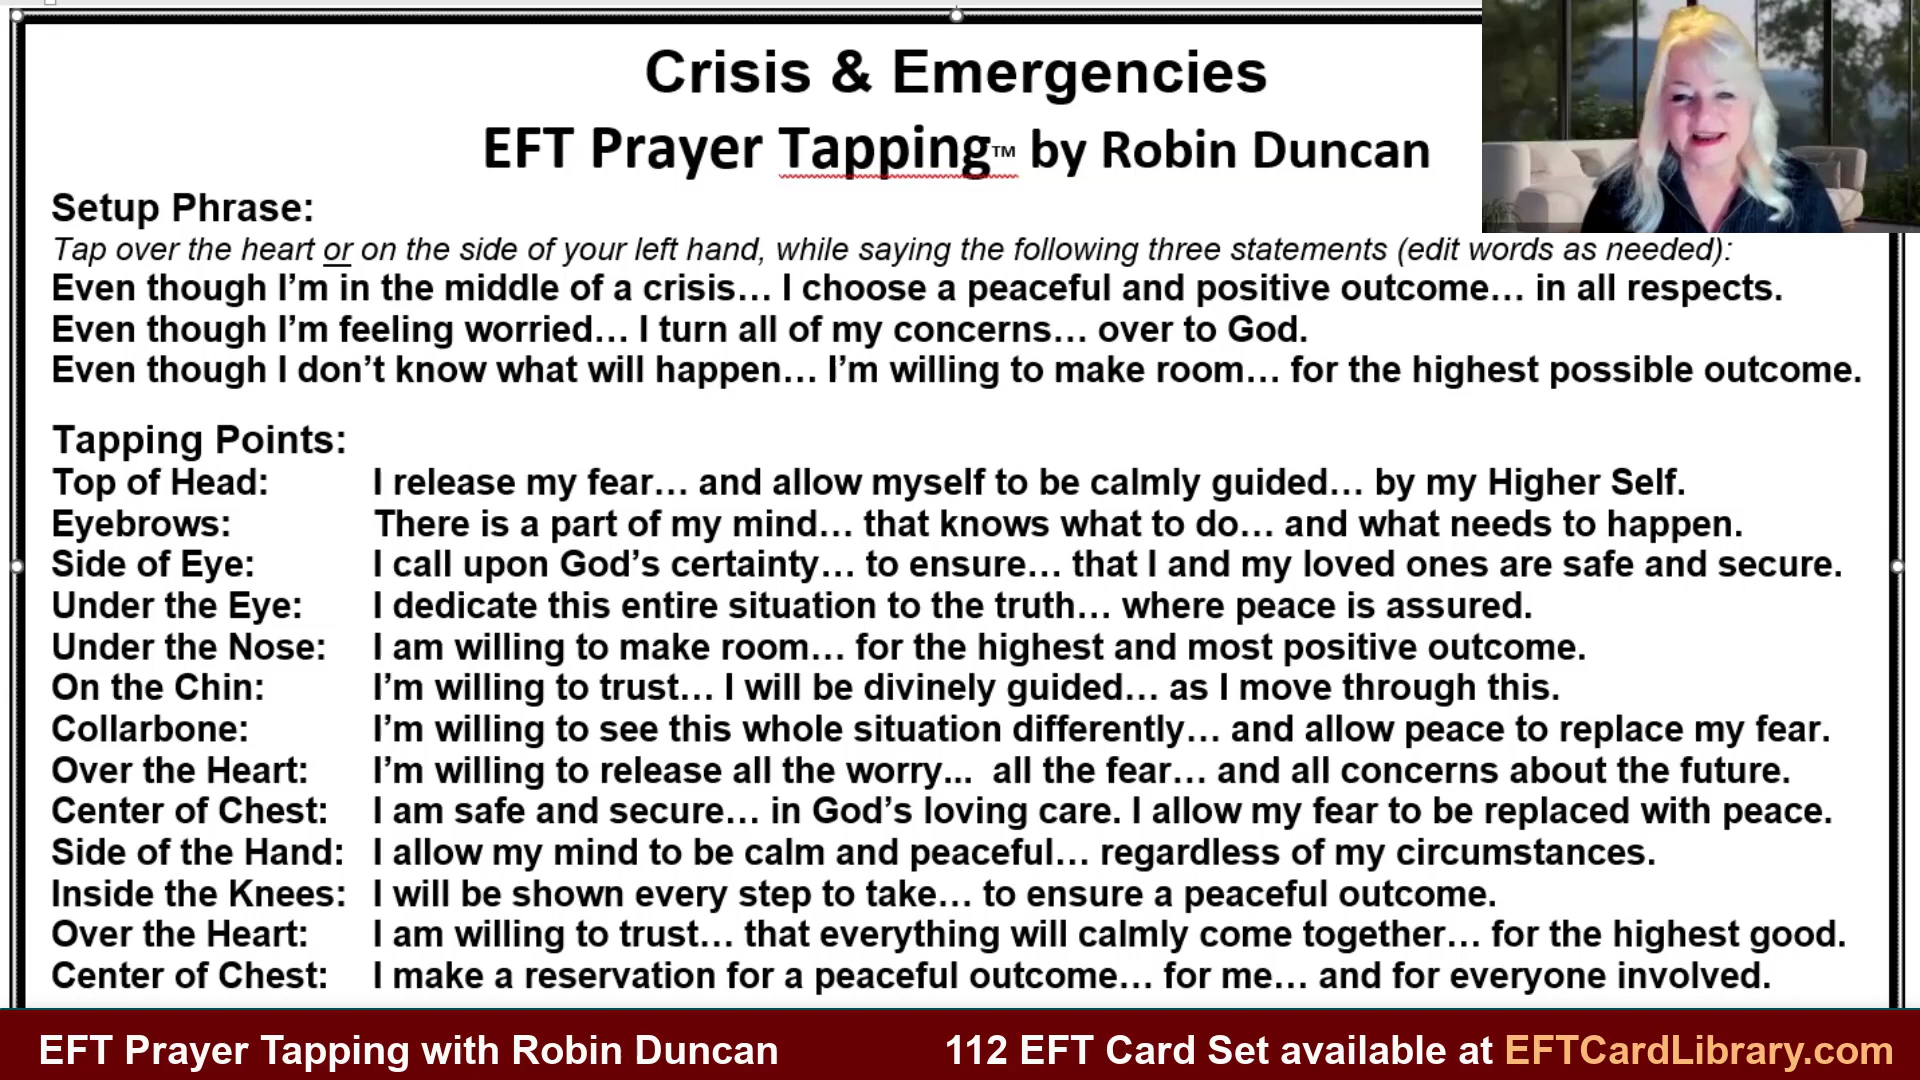 Crisis & Emergencies
EFT Prayer Tapping™ by Robin Duncan
Setup Phrase:
Tap over the heart or on the side of your left hand, while saying the following three statements (edit words as needed):
Even though I’m in the middle of a crisis… I choose a peaceful and positive outcome… in all respects.
Even though I’m feeling worried… I turn all of my concerns… over to God.
Even though I don’t know what will happen… I’m willing to make room… for the highest possible outcome.
Tapping Points:
Top of Head: I release my fear… and allow myself to be calmly guided… by my Higher Self.
Eyebrows: There is a part of my mind… that knows what to do… and what needs to happen.
Side of Eye: I call upon God’s certainty… to ensure… that I and my loved ones are safe and secure.
Under the Eye: I dedicate this entire situation to the truth… where peace is assured.
Under the Nose: I am willing to make room… for the highest and most positive outcome.
On the Chin: I’m willing to trust… I will be divinely guided… as I move through this.
Collarbone: I’m willing to see this whole situation differently… and allow peace to replace my fear.
Over the Heart: I’m willing to release all the worry... all the fear… and all concerns about the future.
Center of Chest: I am safe and secure… in God’s loving care. I allow my fear to be replaced with peace.
Side of the Hand: I allow my mind to be calm and peaceful… regardless of my circumstances.
Inside the Knees: I will be shown every step to take… to ensure a peaceful outcome.
Over the Heart: I am willing to trust… that everything will calmly come together… for the highest good.
Center of Chest: I make a reservation for a peaceful outcome… for me… and for everyone involved.
EFT Prayer Tapping with Robin Duncan 112 EFT Card Set available at EFTCardLibrary.com